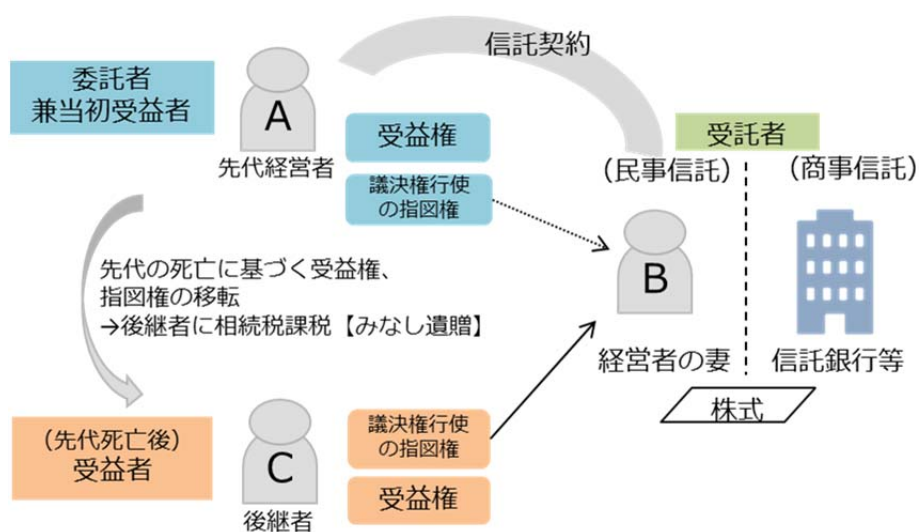 委託者
兼当初受益者
A
先代経営者
受益権
議決権行使
の指図権
信託契約
受託者
(民事信託)
(商事信託)
B
経営者の妻
信託銀行等
株式
先代の死亡に基づく受益権、
指図権の移転
→後継者に相続税課税【みなし遺贈】
(先代死亡後)
受益者
C
後継者
議決権行使
の指図権
受益権